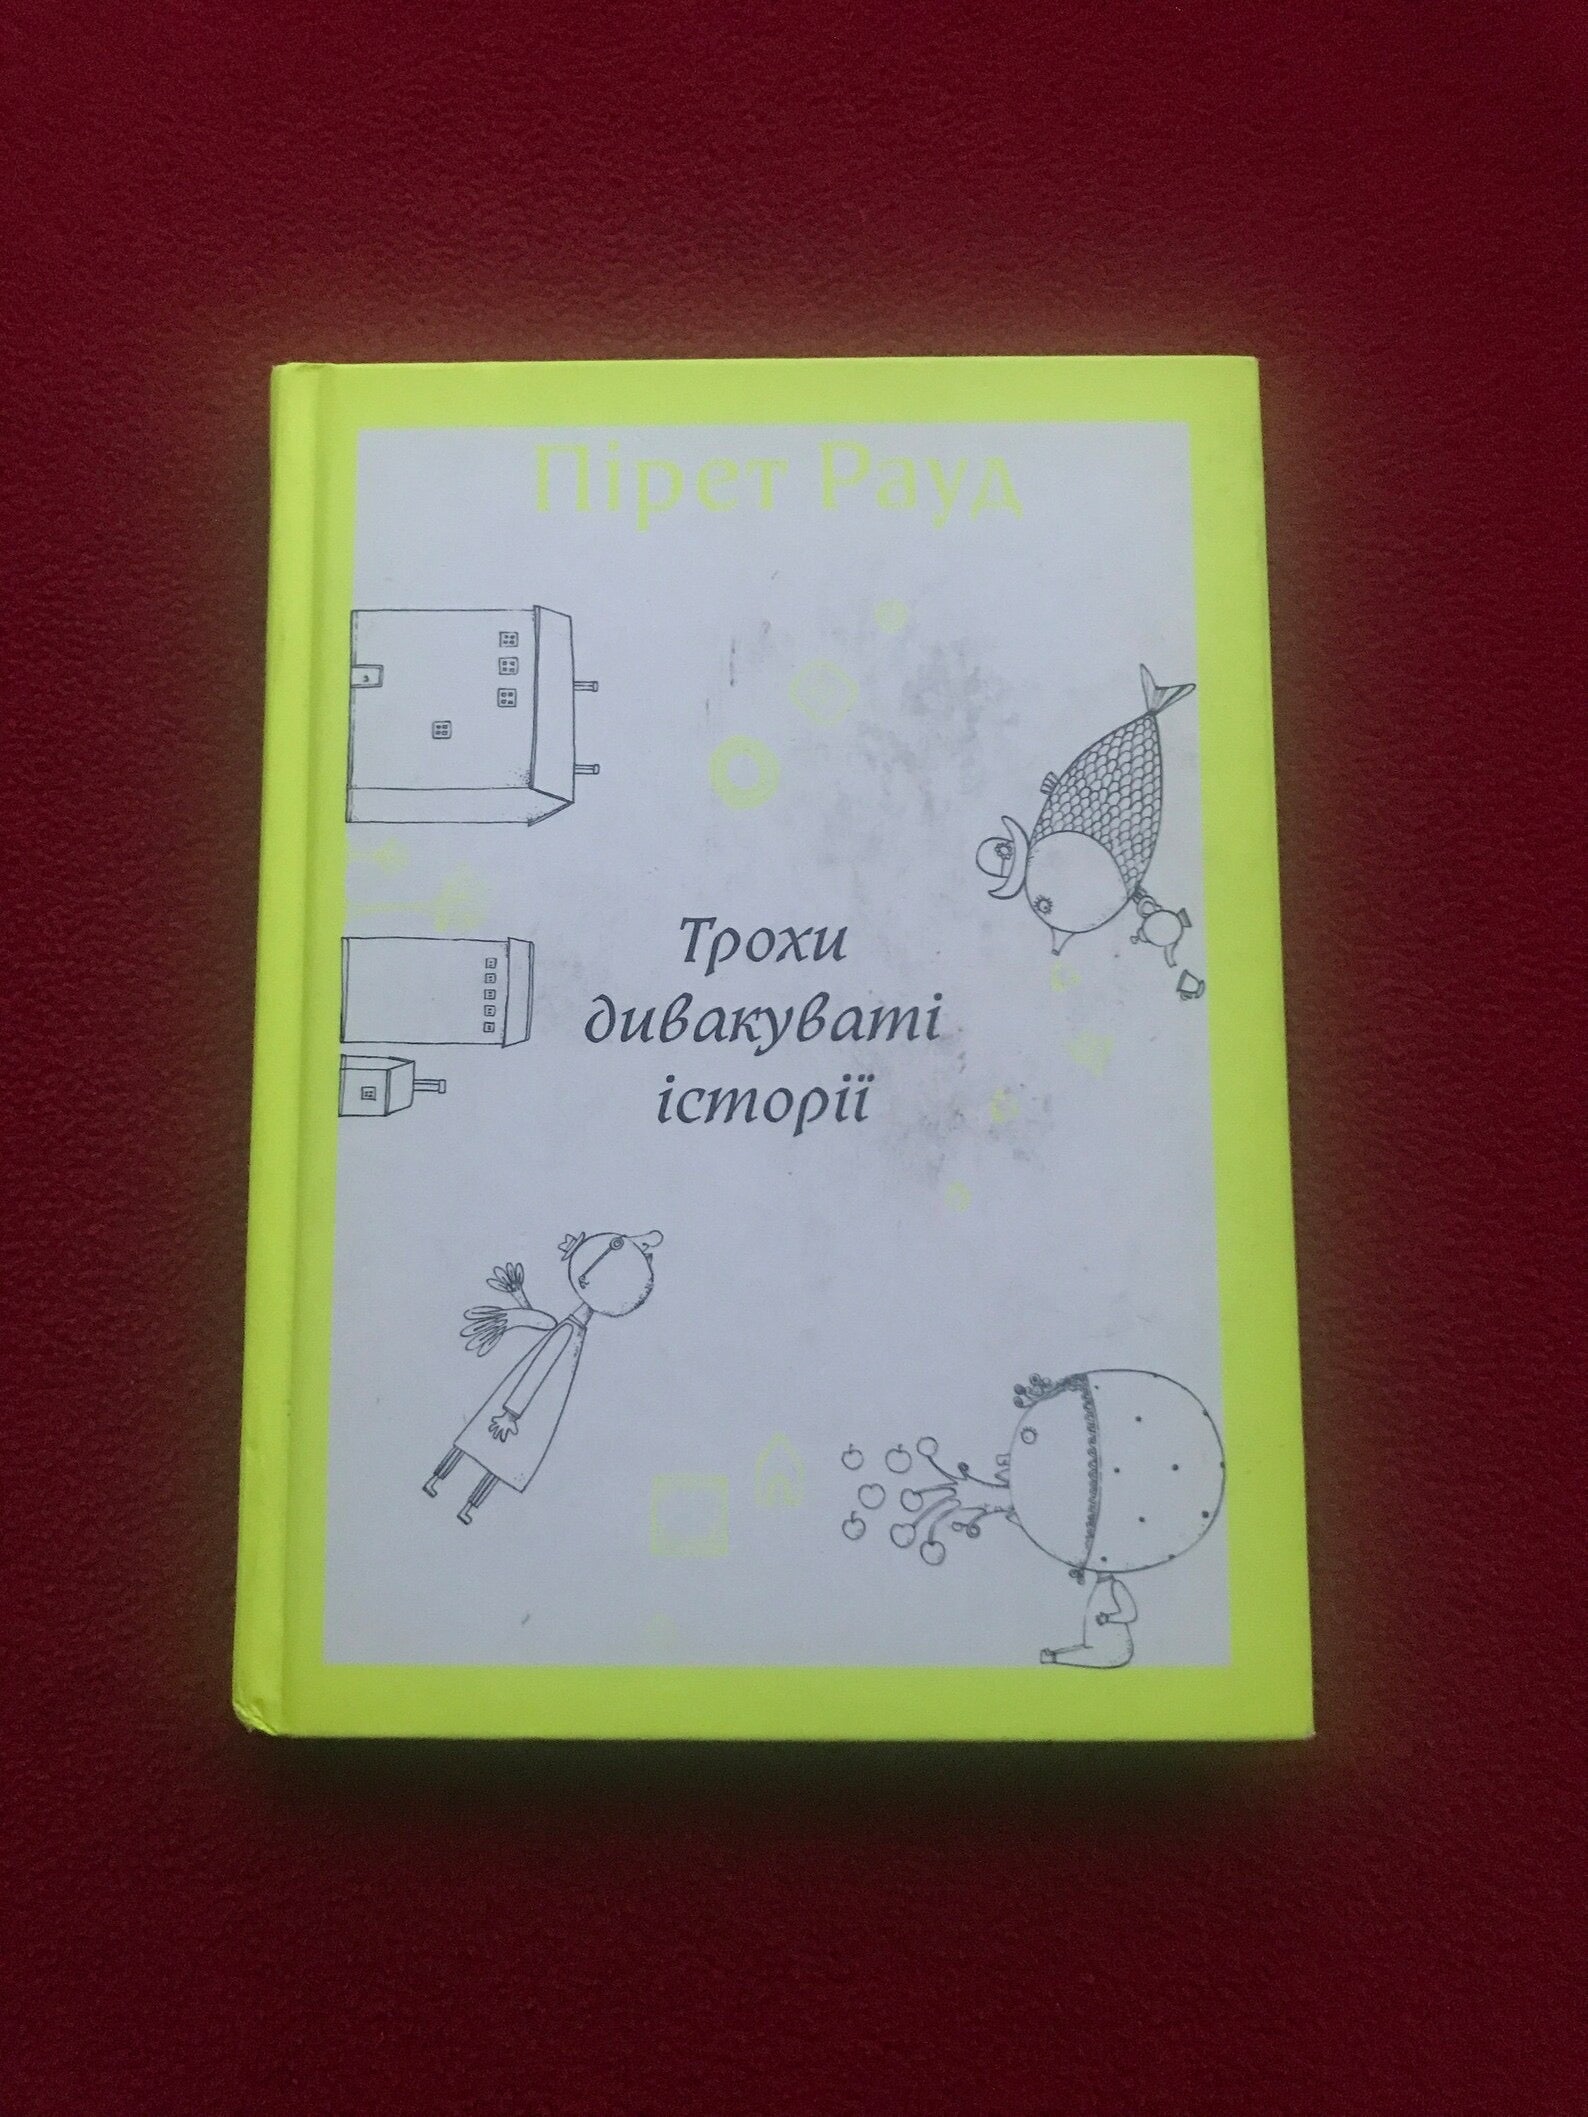 Пірет Рауд
Трохи
дивакуваті
історії